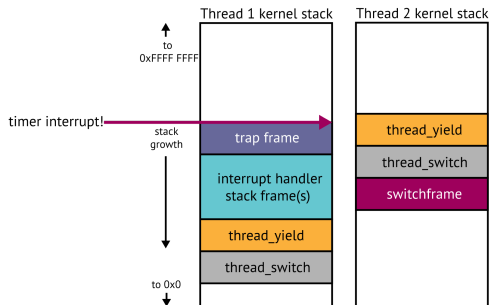 Thread 1 kernel stack
Thread 2 kernel stack
to
0xFFFF FFFF
timer interrupt!
stack
growth
trap frame
interrupt handler
stack frame(s)
thread_yield
thread_switch
to 0x0
thread_yield
thread_switch
switchframe